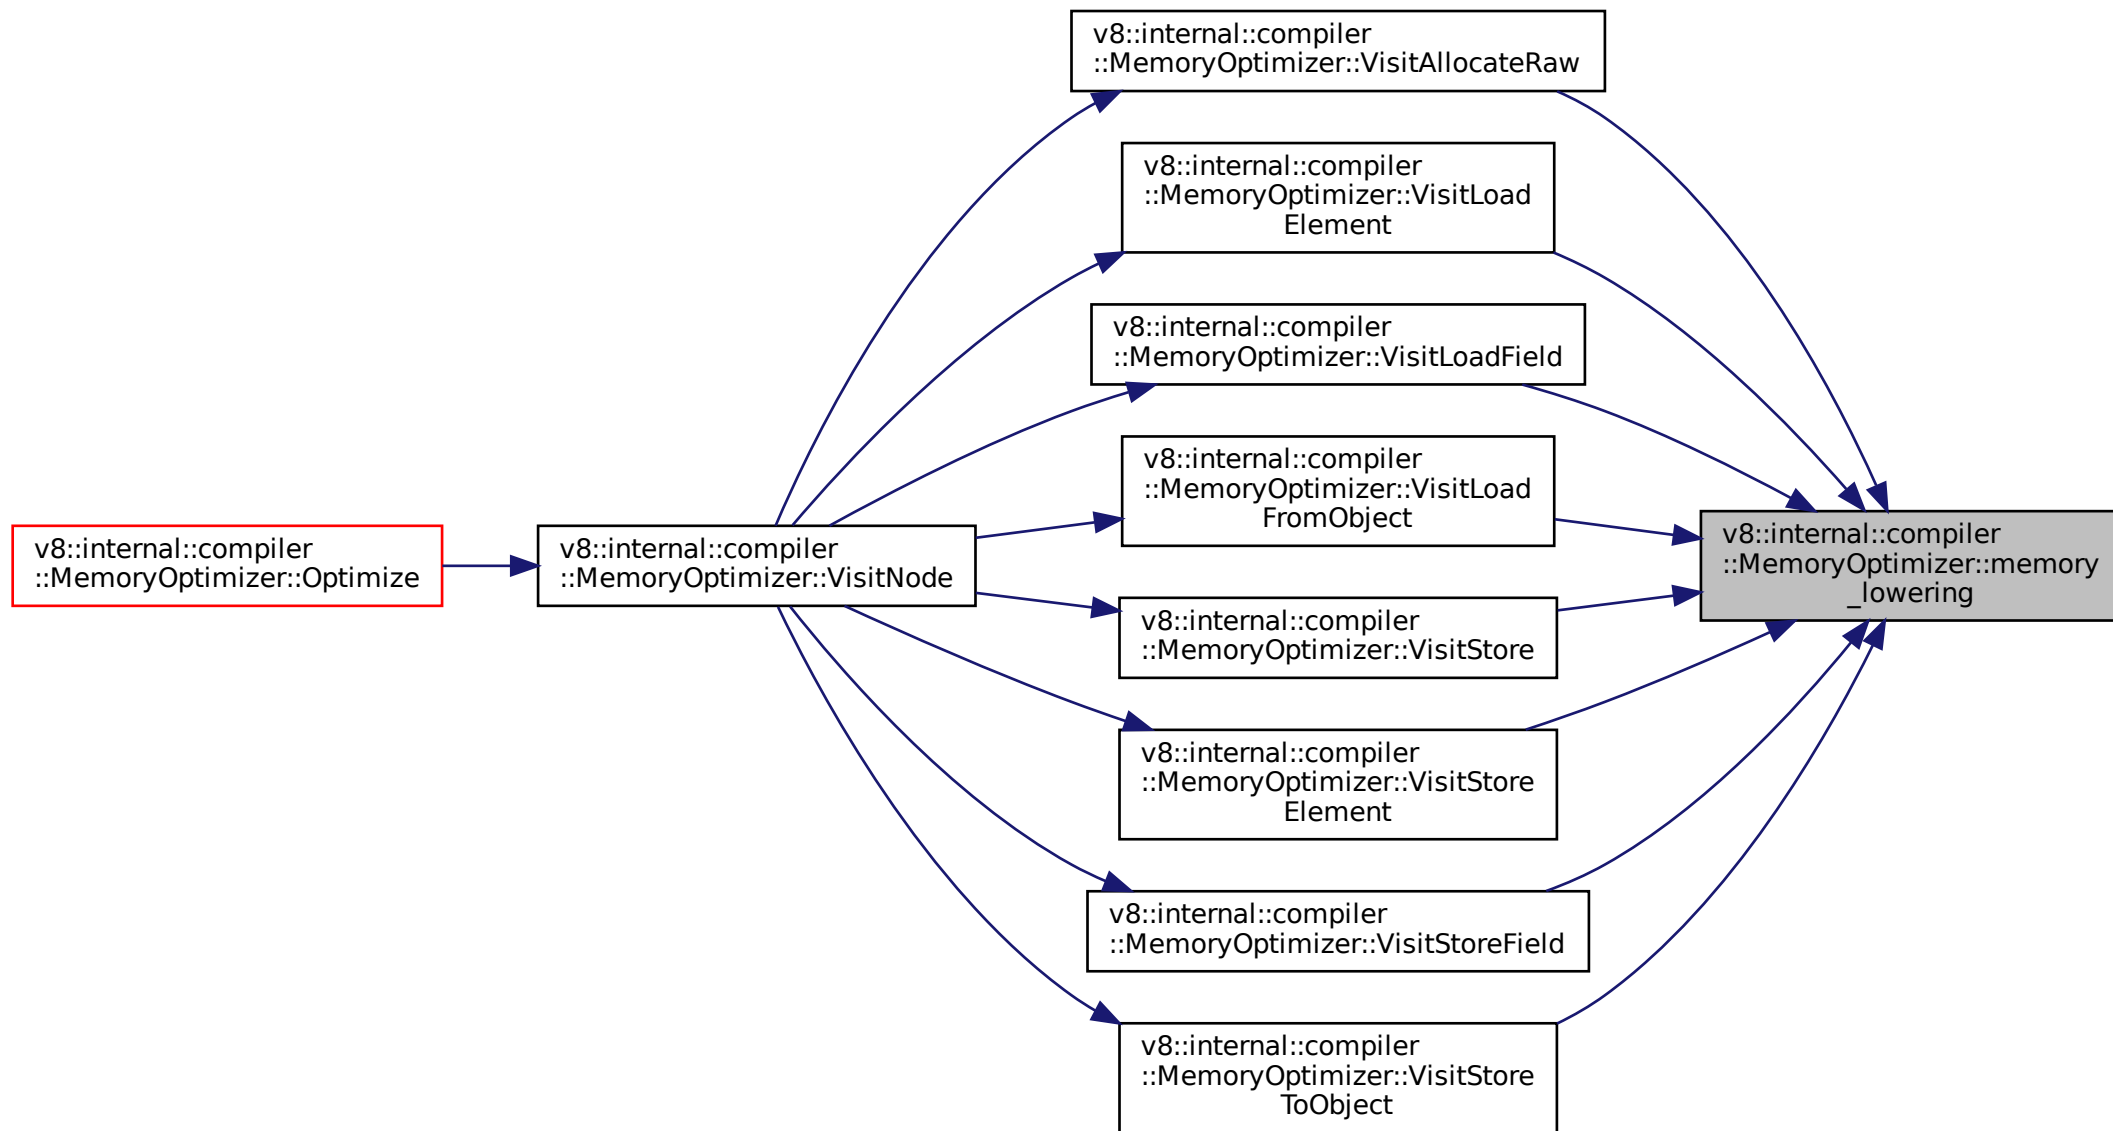 v8::internal::compiler
::MemoryOptimizer::Optimize
v8::internal::compiler
::MemoryOptimizer::VisitNode
v8::internal::compiler
::MemoryOptimizer::VisitAllocateRaw
v8::internal::compiler
::MemoryOptimizer::VisitLoad
Element
v8::internal::compiler
::MemoryOptimizer::VisitLoadField
v8::internal::compiler
::MemoryOptimizer::VisitLoad
FromObject
v8::internal::compiler
::MemoryOptimizer::VisitStore
v8::internal::compiler
::MemoryOptimizer::VisitStore
Element
v8::internal::compiler
::MemoryOptimizer::VisitStoreField
v8::internal::compiler
::MemoryOptimizer::VisitStore
ToObject
v8::internal::compiler
::MemoryOptimizer::memory
_lowering